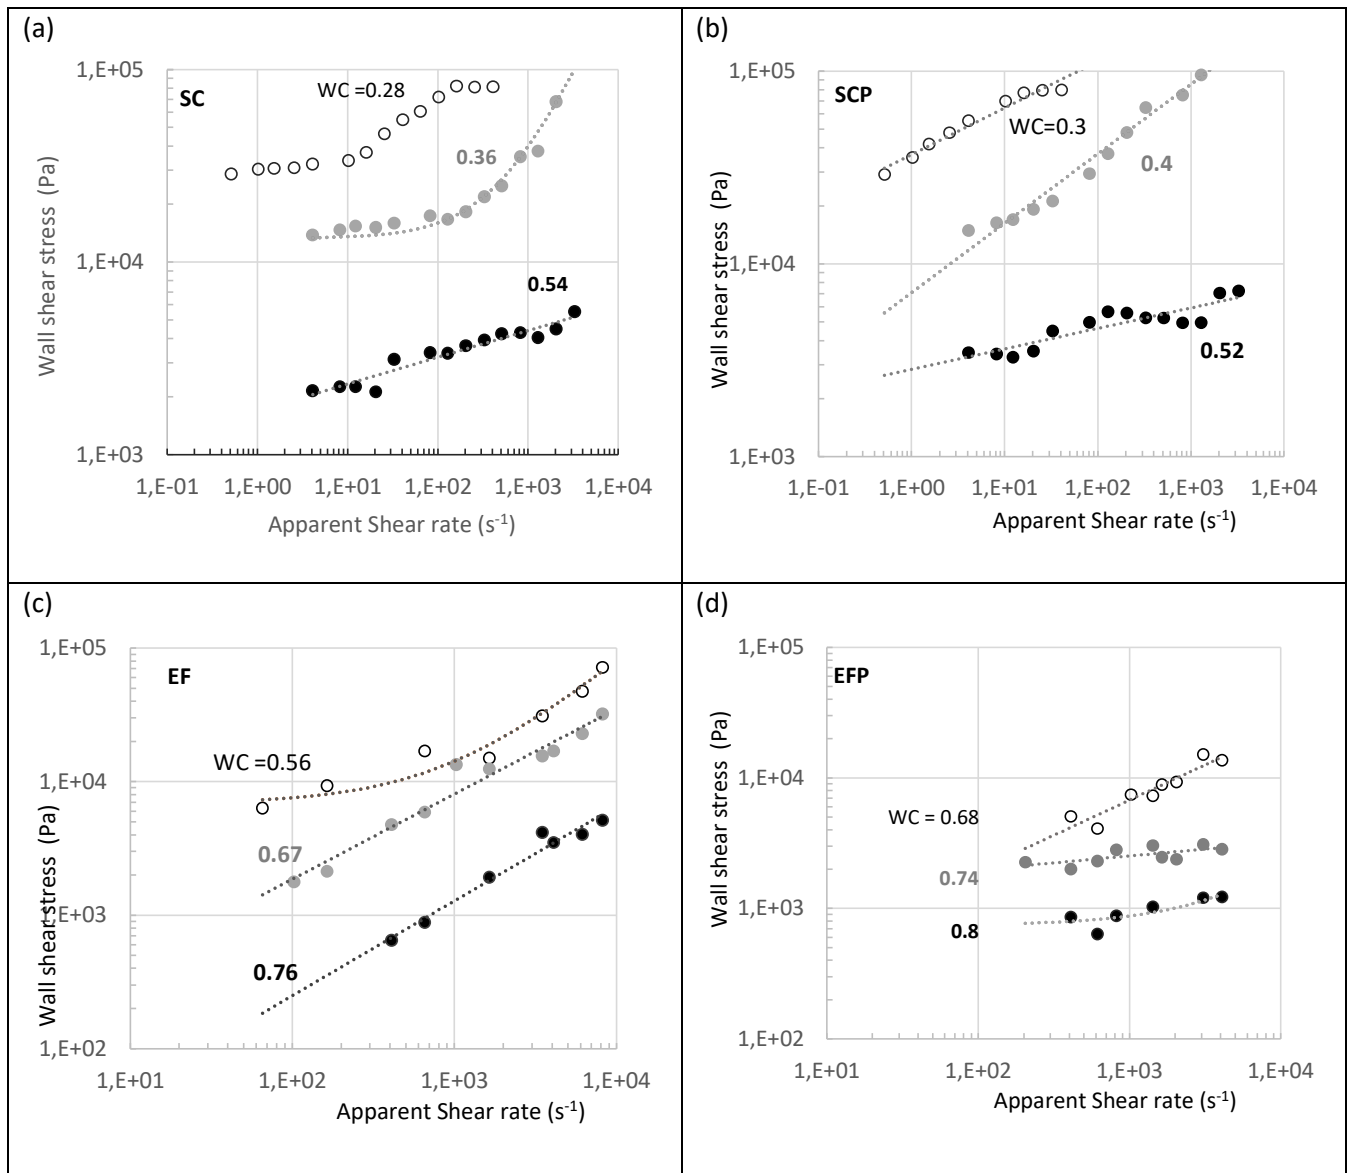 (a)
Wall shear stress (Pa)
1,E+05
1,E+04
1,E+03
SC
WC =0.28
0.36
0.54
1,E-01 1,E+00 1,E+01 1,E+02 1,E+03 1,E+04
Apparent Shear rate (s⁻¹)
(b)
Wall shear stress (Pa)
1,E+05
1,E+04
1,E+03
SCP
WC=0.3
0.4
0.52
1,E-01 1,E+00 1,E+01 1,E+02 1,E+03 1,E+04
Apparent Shear rate (s⁻¹)
(c)
Wall shear stress (Pa)
1,E+05
1,E+04
1,E+03
1,E+02
EF
WC =0.56
0.67
0.76
1,E+01 1,E+02 1,E+03 1,E+04
Apparent Shear rate (s⁻¹)
(d)
Wall shear stress (Pa)
1,E+05
1,E+04
1,E+03
1,E+02
EFP
WC = 0.68
0.74
0.8
1,E+01 1,E+02 1,E+03 1,E+04
Apparent Shear rate (s⁻¹)